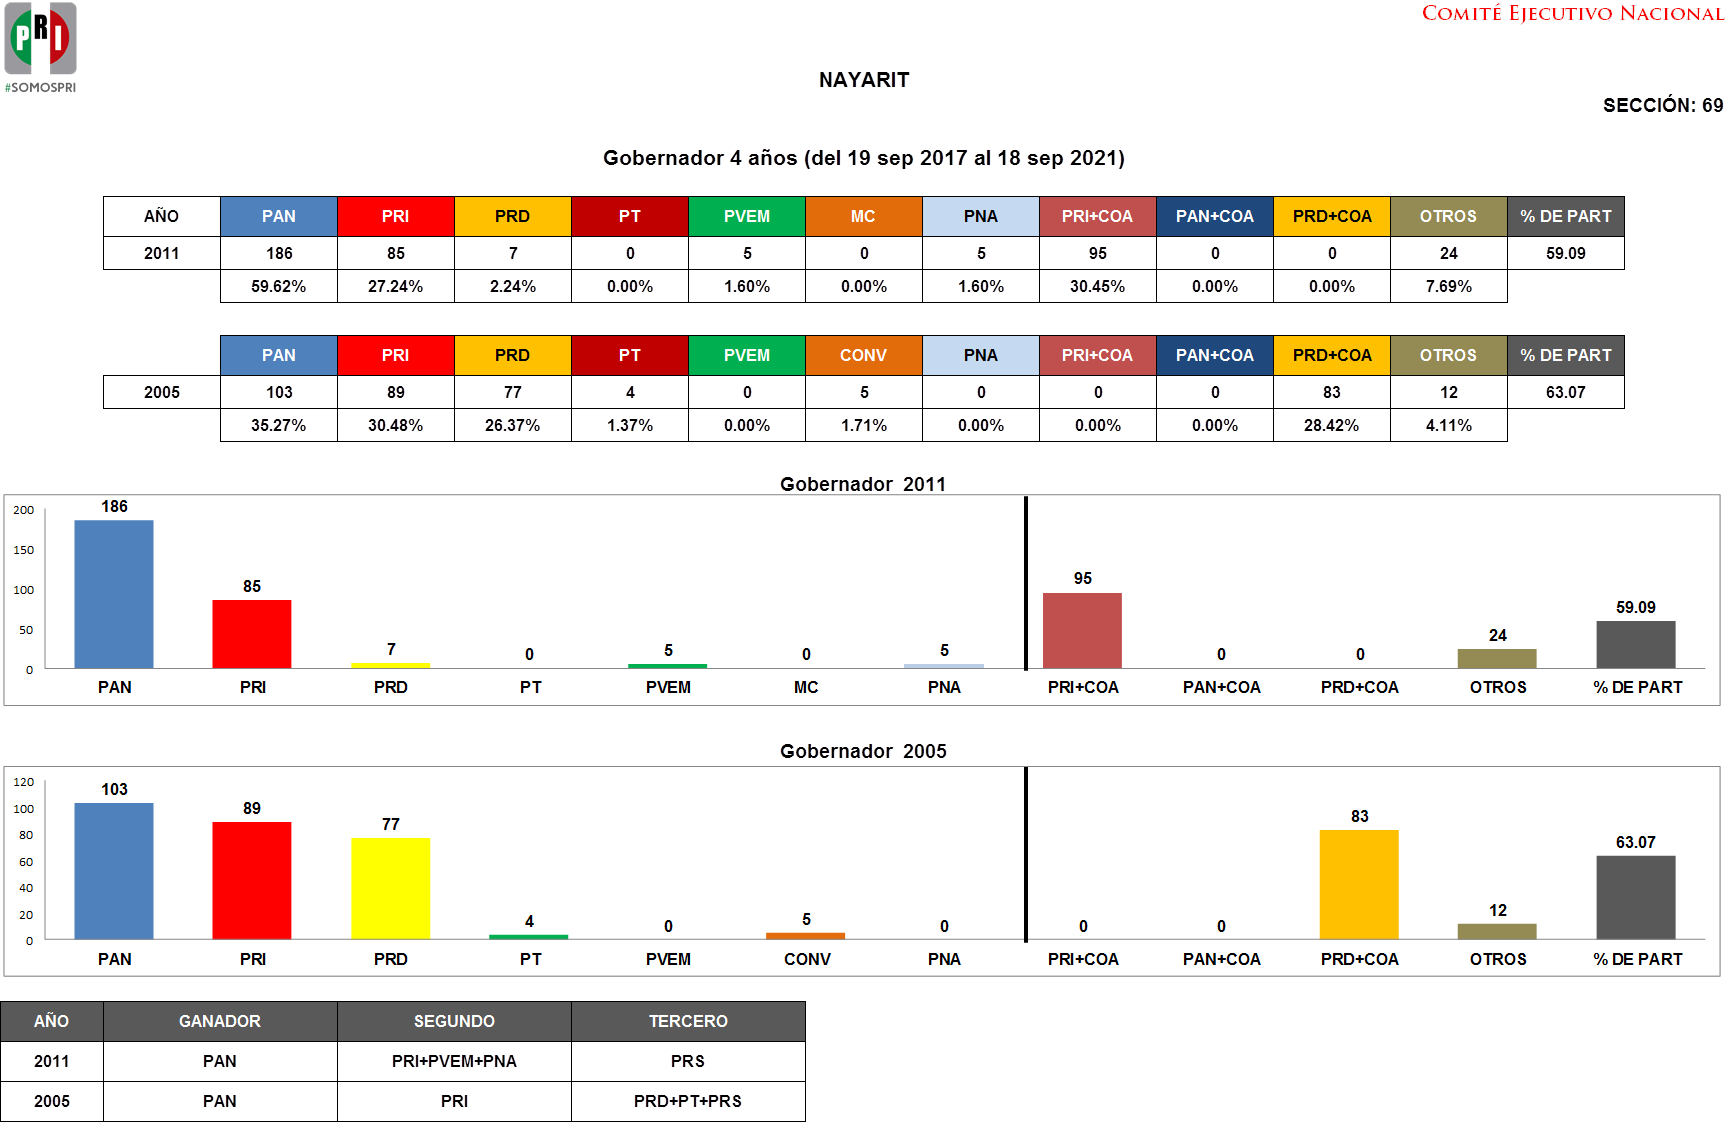 PRI
#SOMOSPRI
COMITÉ EJECUTIVO NACIONAL
NAYARIT
SECCIÓN: 69
Gobernador 4 años (del 19 sep 2017 al 18 sep 2021)
AÑO PAN PRI PRD PT PVEM MC PNA PRI+COA PAN+COA PRD+COA OTROS % DE PART
2011 186 85 7 0 5 0 5 95 0 0 24 59.09
59.62% 27.24% 2.24% 0.00% 1.60% 0.00% 1.60% 30.45% 0.00% 0.00% 7.69%
PAN PRI PRD PT PVEM CONV PNA PRI+COA PAN+COA PRD+COA OTROS % DE PART
2005 103 89 77 4 0 5 0 0 0 83 12 63.07
35.27% 30.48% 26.37% 1.37% 0.00% 1.71% 0.00% 0.00% 0.00% 28.42% 4.11%
Gobernador 2011
200
150
100
50
0
186 85 7 0 5 0 5 95 0 0 24 59.09
PAN PRI PRD PT PVEM MC PNA PRI+COA PAN+COA PRD+COA OTROS % DE PART
Gobernador 2005
120
100
80
60
40
20
0
103 89 77 4 0 5 0 0 0 83 12 63.07
PAN PRI PRD PT PVEM CONV PNA PRI+COA PAN+COA PRD+COA OTROS % DE PART
AÑO GANADOR SEGUNDO TERCERO
2011 PAN PRI+PVEM+PNA PRS
2005 PAN PRI PRD+PT+PRS